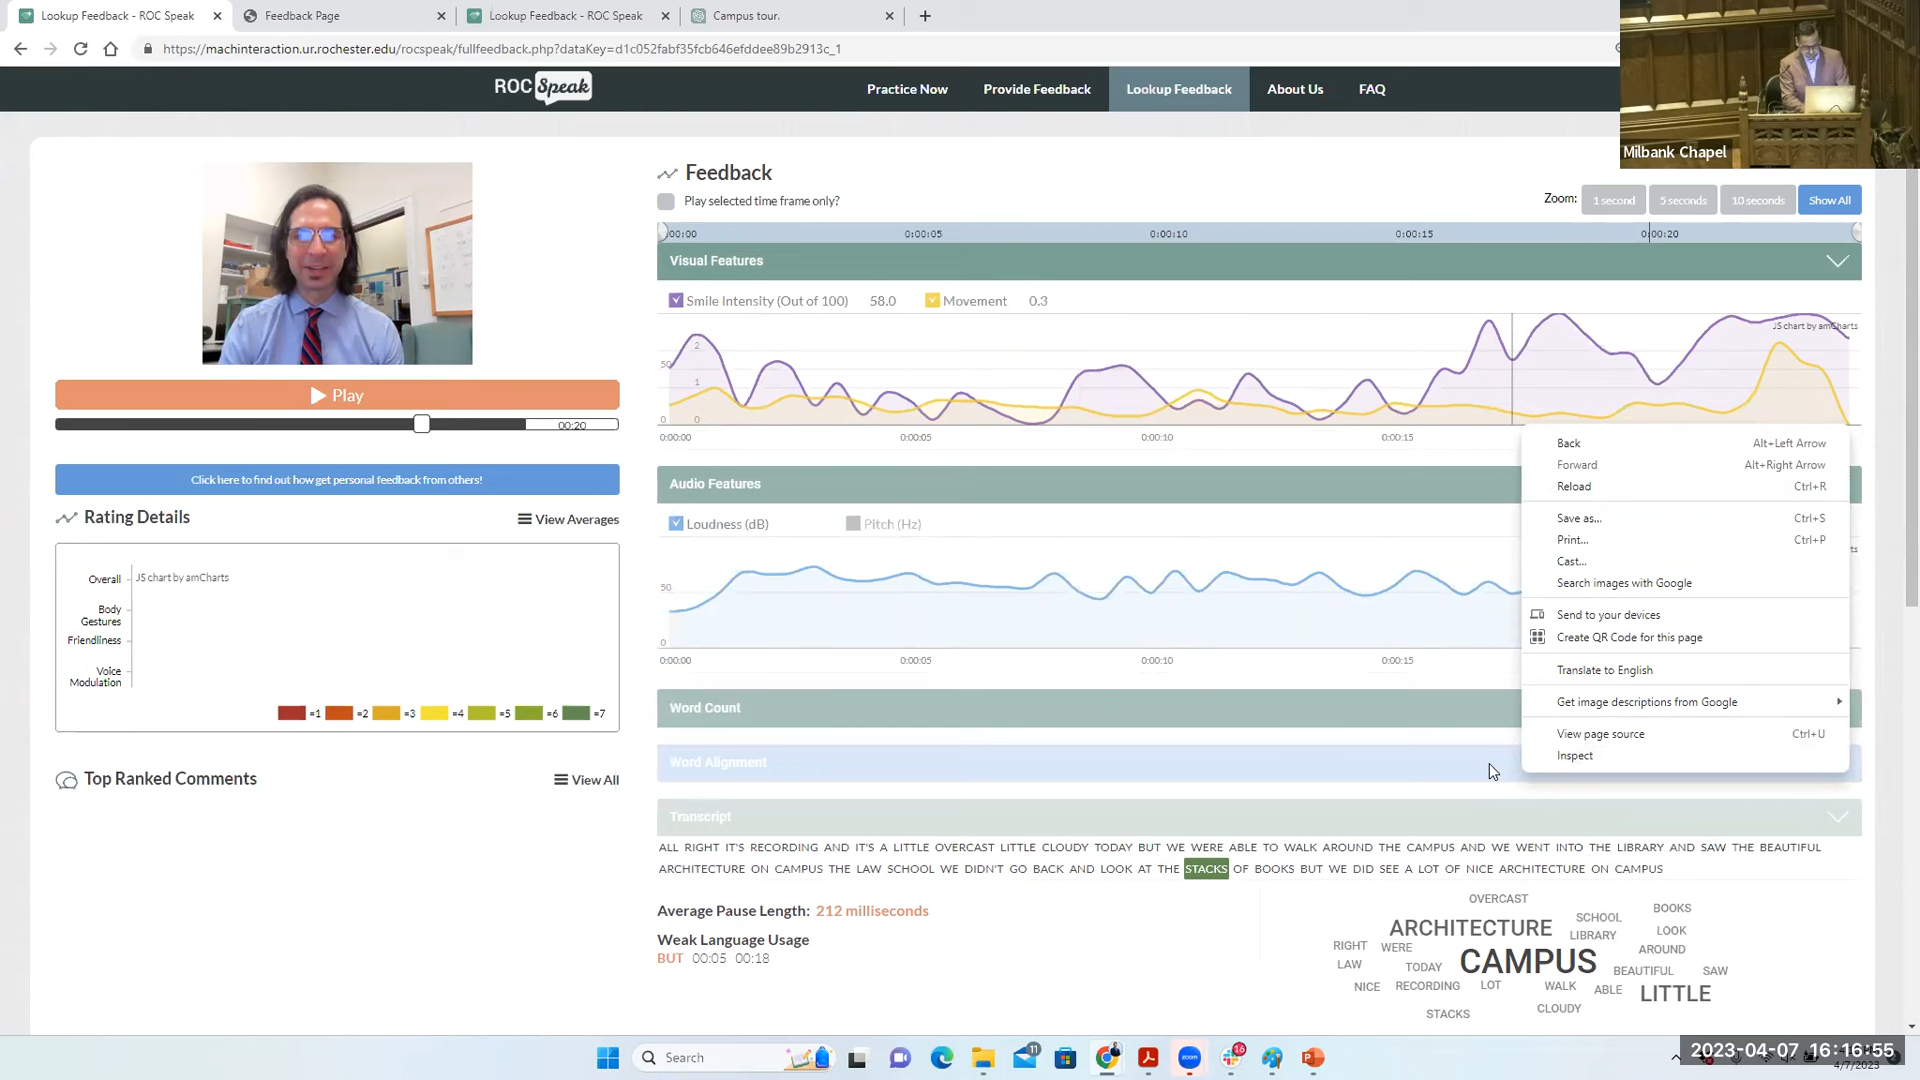 Lookup Feedback - ROC Speak
Feedback Page
Lookup Feedback - ROC Speak
Campus tour.
https://machinteraction.ur.rochester.edu/rocspeak/fullfeedback.php?dataKey=d1c052fabf35fcb646efddee89b2913c_1
ROC Speak
Practice Now
Provide Feedback
Lookup Feedback
About Us
FAQ
Milbank Chapel
Play
00:20
Click here to find out how get personal feedback from others!
Rating Details
View Averages
JS chart by amCharts
Overall
Body
Gestures
Friendliness
Voice
Modulation
=1 =2 =3 =4 =5 =6 =7
Top Ranked Comments
View All
Feedback
Play selected time frame only?
Zoom: 1 second 5 seconds 10 seconds Show All
0:00:05 0:00:10 0:00:15 0:00:20
Visual Features
Smile Intensity (Out of 100) 58.0 Movement 0.3
JS chart by amCharts
2
50
1
0 0
0:00:00 0:00:05 0:00:10 0:00:15
Audio Features
Loudness (dB) Pitch (Hz)
50
0
0:00:00 0:00:05 0:00:10 0:00:15
Word Count
Word Alignment
Transcript
ALL RIGHT IT'S RECORDING AND IT'S A LITTLE OVERCAST LITTLE CLOUDY TODAY BUT WE WERE ABLE TO WALK AROUND THE CAMPUS AND WE WENT INTO THE LIBRARY AND SAW THE BEAUTIFUL
ARCHITECTURE ON CAMPUS THE LAW SCHOOL WE DIDN'T GO BACK AND LOOK AT THE STACKS OF BOOKS BUT WE DID SEE A LOT OF NICE ARCHITECTURE ON CAMPUS
Average Pause Length: 212 milliseconds
Weak Language Usage
BUT 00:05 00:18
OVERCAST
BOOKS
ARCHITECTURE
SCHOOL
LIBRARY
LOOK
RIGHT
WERE
AROUND
LAW
TODAY
CAMPUS
BEAUTIFUL
SAW
NICE
RECORDING
LOT
WALK
ABLE
LITTLE
CLOUDY
STACKS
Back Alt+Left Arrow
Forward Alt+Right Arrow
Reload Ctrl+R
Save as... Ctrl+S
Print... Ctrl+P
Cast...
Search images with Google
Send to your devices
Create QR Code for this page
Translate to English
Get image descriptions from Google
View page source Ctrl+U
Inspect
Search
11
zoom
16
2023-04-07 16:16:55
4/7/2023